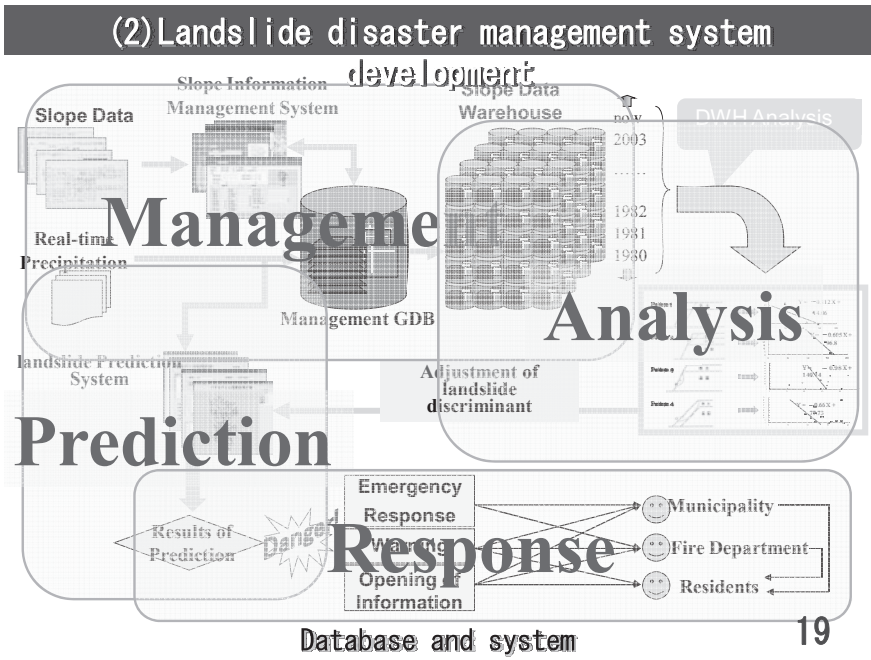 (2)Landslide disaster management system
development
Slope Data
Slope Information
Management System
Slope Data
Warehouse
now
2003
1982
1981
1980
DWH Analysis
Management
Real-time
Precipitation
Management GDB
Analysis
landslide Prediction
System
Adjustment of
landslide
discriminant
Prediction
Results of
Prediction
Danger!
Emergency
Response
Warning
Opening of
Information
Response
Municipality
Fire Department
Residents
Database and system
19